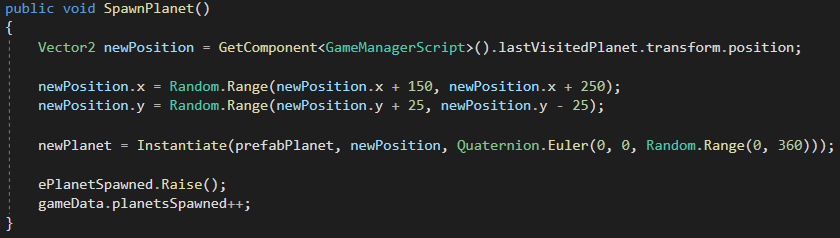 public void SpawnPlanet()
{
Vector2 newPosition = GetComponent<GameManagerScript>().lastVisitedPlanet.transform.position;
newPosition.x = Random.Range(newPosition.x + 150, newPosition.x + 250);
newPosition.y = Random.Range(newPosition.y + 25, newPosition.y - 25);
newPlanet = Instantiate(prefabPlanet, newPosition, Quaternion.Euler(0, 0, Random.Range(0, 360)));
ePlanetSpawned.Raise();
gameData.planetsSpawned++;
}